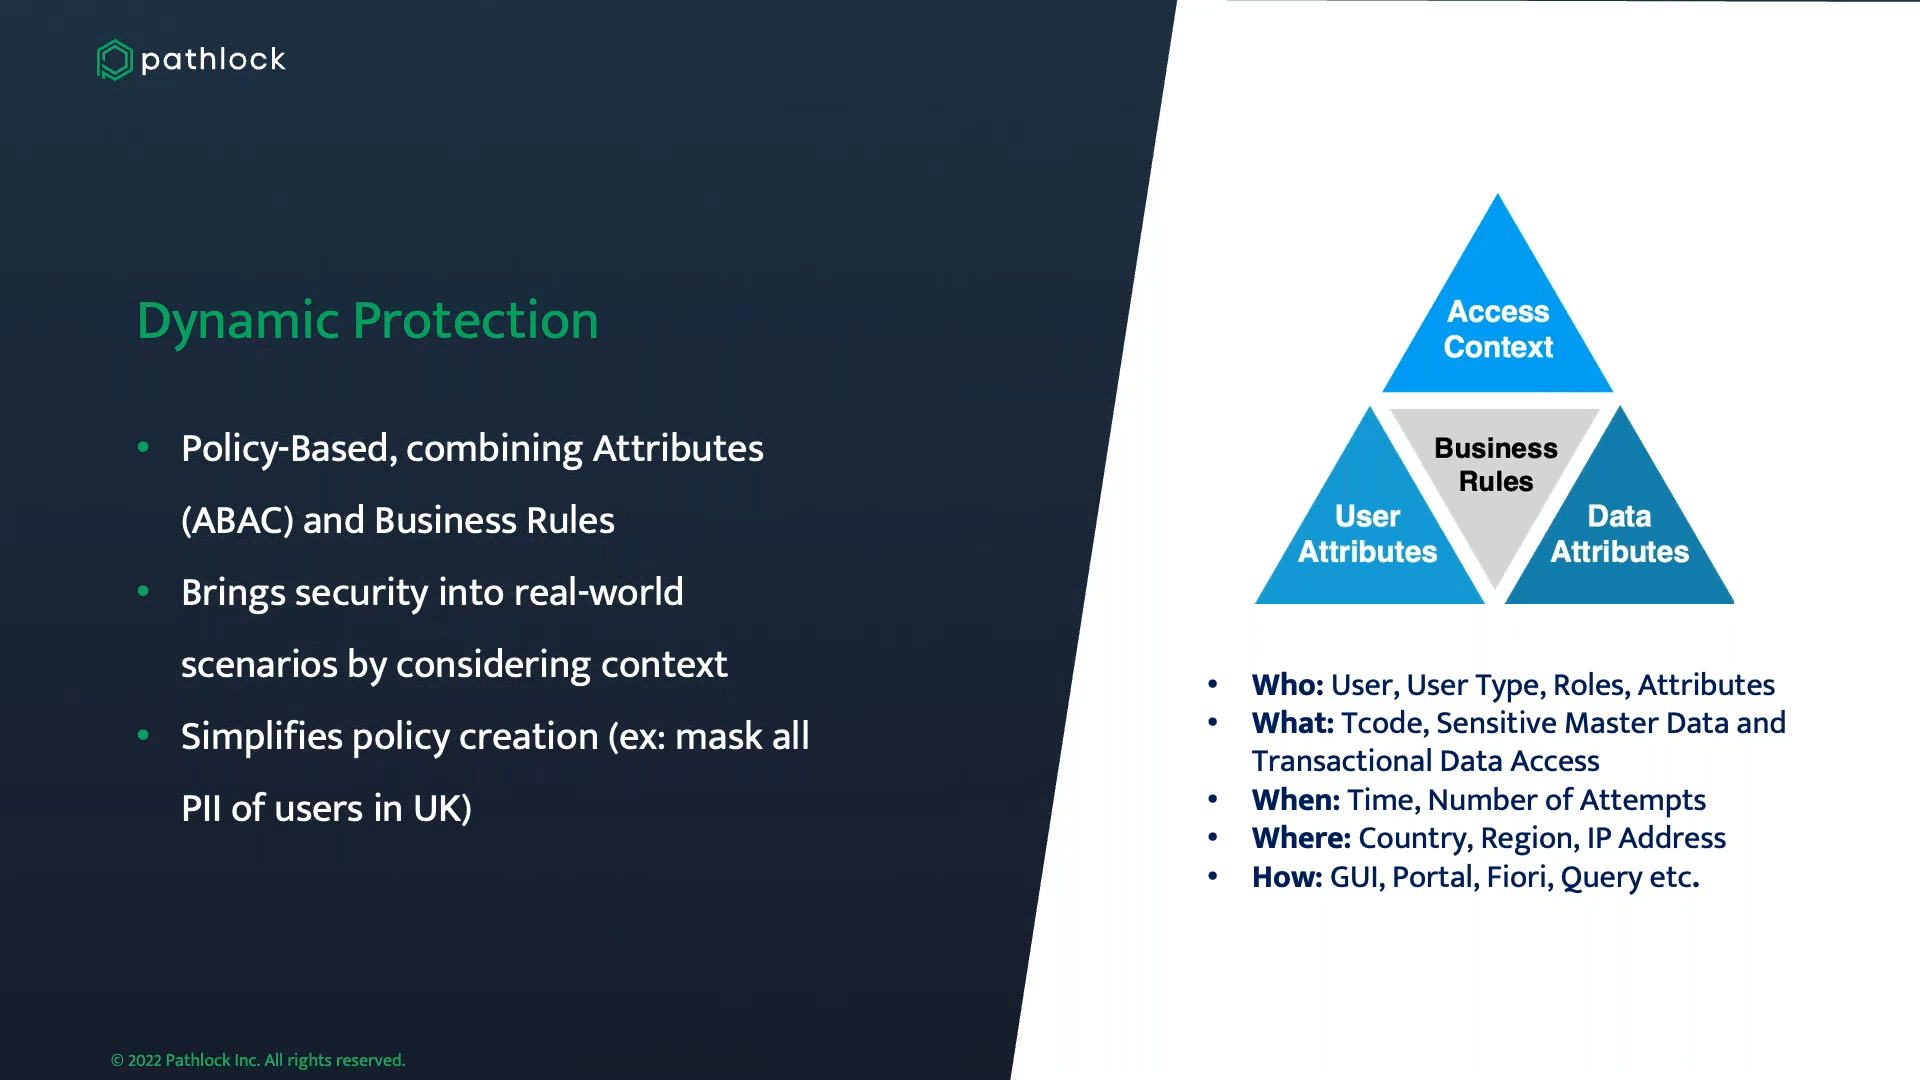 pathlock
Dynamic Protection
• Policy-Based, combining Attributes
(ABAC) and Business Rules
• Brings security into real-world
scenarios by considering context
• Simplifies policy creation (ex: mask all
PII of users in UK)
Access
Context
Business
Rules
User
Attributes
Data
Attributes
• Who: User, User Type, Roles, Attributes
• What: Tcode, Sensitive Master Data and
Transactional Data Access
• When: Time, Number of Attempts
• Where: Country, Region, IP Address
• How: GUI, Portal, Fiori, Query etc.
© 2022 Pathlock Inc. All rights reserved.